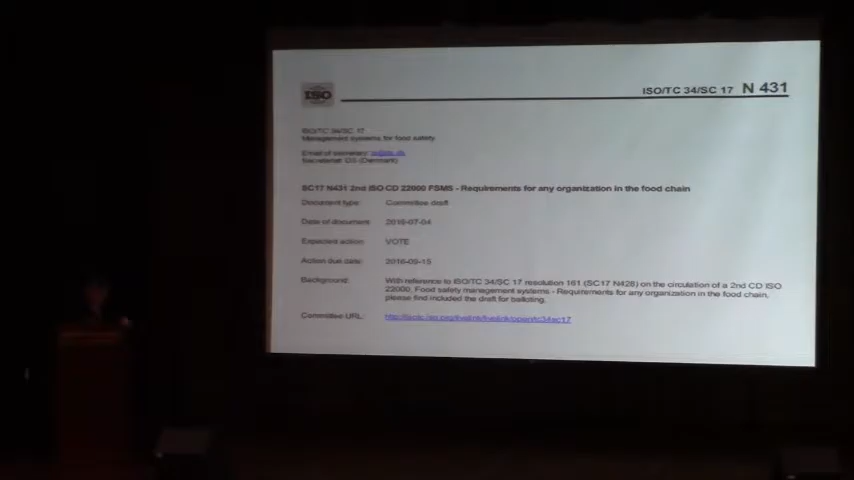 ISO
ISO/TC 34/SC 17 N 431
ISO/TC 34/SC 17
Management systems for food safety
Email of secretary:
Secretariat: DS (Denmark)
SC17 N431 2nd ISO CD 22000 FSMS - Requirements for any organization in the food chain
Document type: Committee draft
Date of document: 2016-07-04
Expected action: VOTE
Action due date: 2016-09-15
Background: With reference to ISO/TC 34/SC 17 resolution 161 (SC17 N428) on the circulation of a 2nd CD ISO
22000, Food safety management systems - Requirements for any organization in the food chain,
please find included the draft for balloting.
Committee URL: